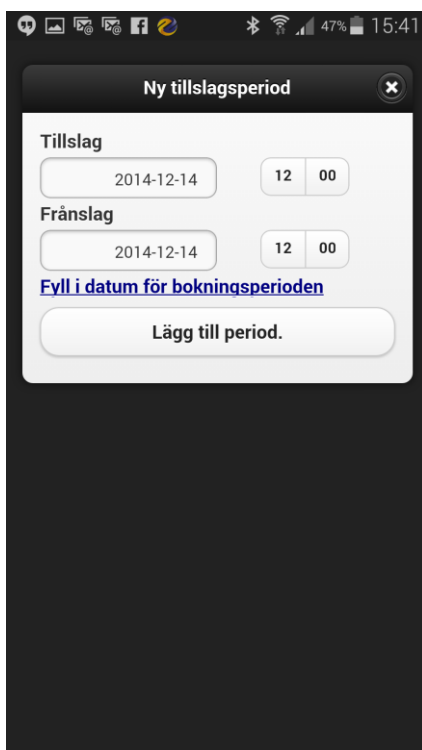 47% 15:41
Ny tillslagsperiod
Tillslag
2014-12-14 12 00
Frånslag
2014-12-14 12 00
Fyll i datum för bokningsperioden
Lägg till period.